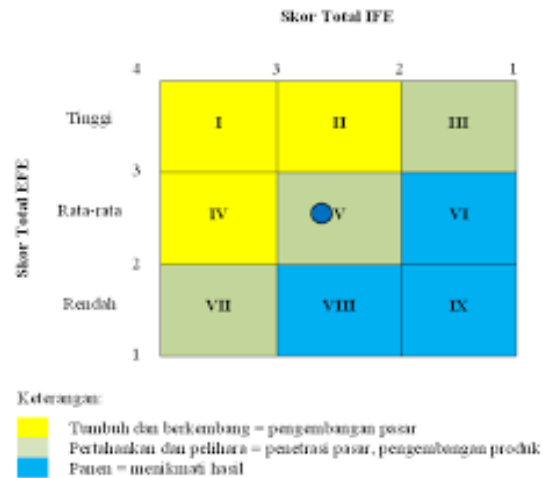 Skor Total IFE
4 3 2 1
Tinggi I II III
3
Skor Total EFE
Rata-rata IV V VI
2
Rendah VII VIII IX
1
Keterangan:
Tumbuh dan berkembang = pengembangan pasar
Pertahankan dan pelihara = penetrasi pasar, pengembangan produk
Panen = menikmati hasil